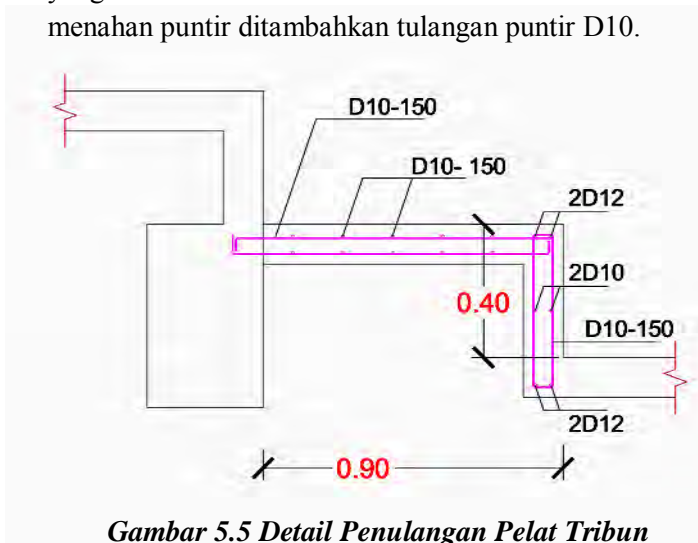 menahan puntir ditambahkan tulangan puntir D10.
D10-150
D10- 150
2D12
2D10
0.40
D10-150
2D12
0.90
Gambar 5.5 Detail Penulangan Pelat Tribun